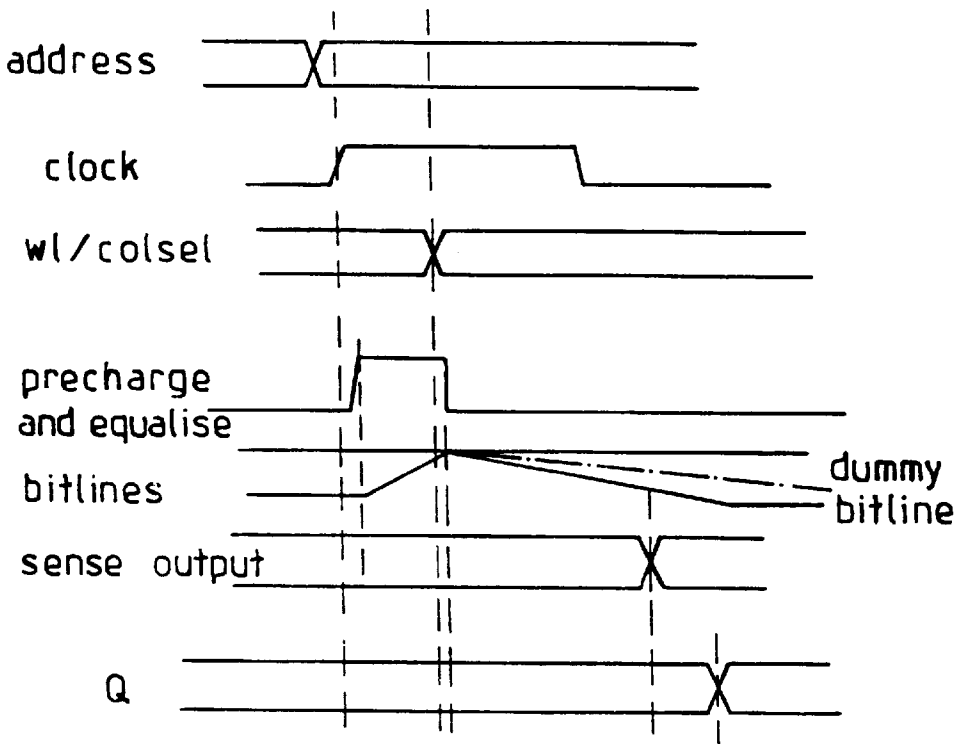 address
clock
wl/colsel
precharge
and equalise
bitlines
dummy
bitline
sense output
Q